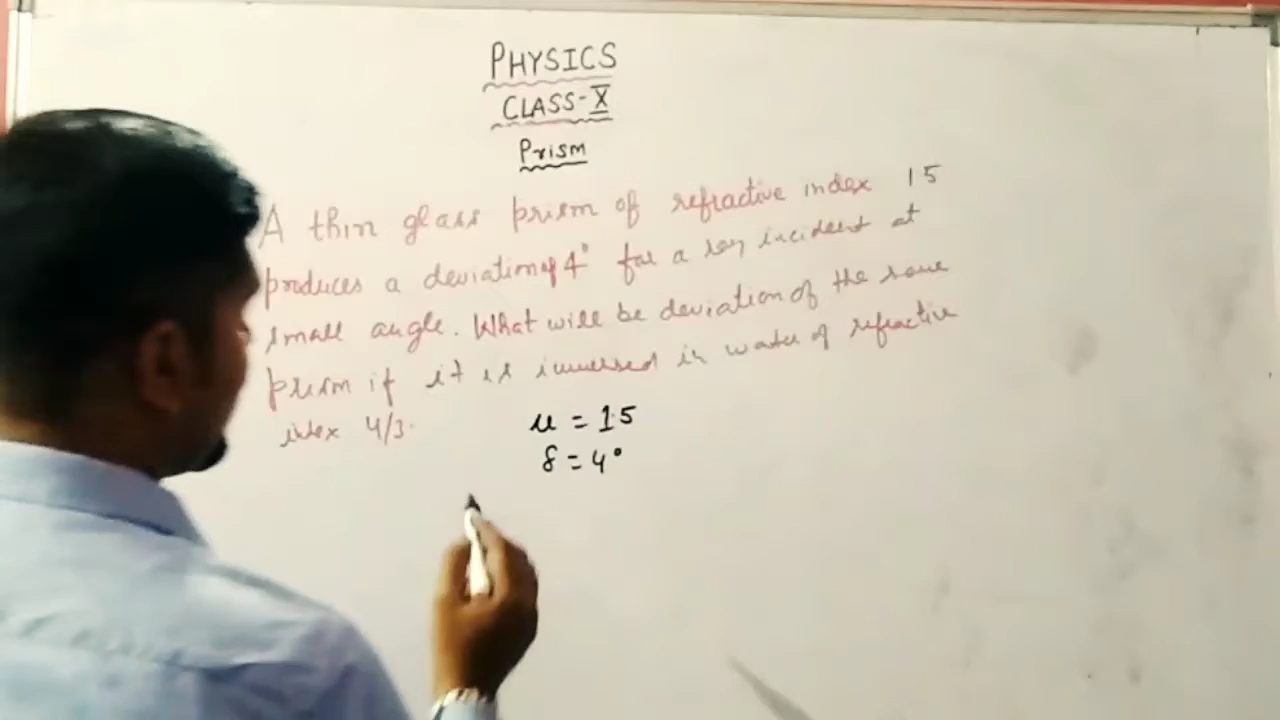 PHYSICS
CLASS-X
Prism
A thin glass prism of refractive index 1.5
produces a deviation of 4° for a ray incident at
small angle. What will be deviation of the same
prism if it is immersed in water of refractive
index 4/3.
μ = 1.5
δ = 4°